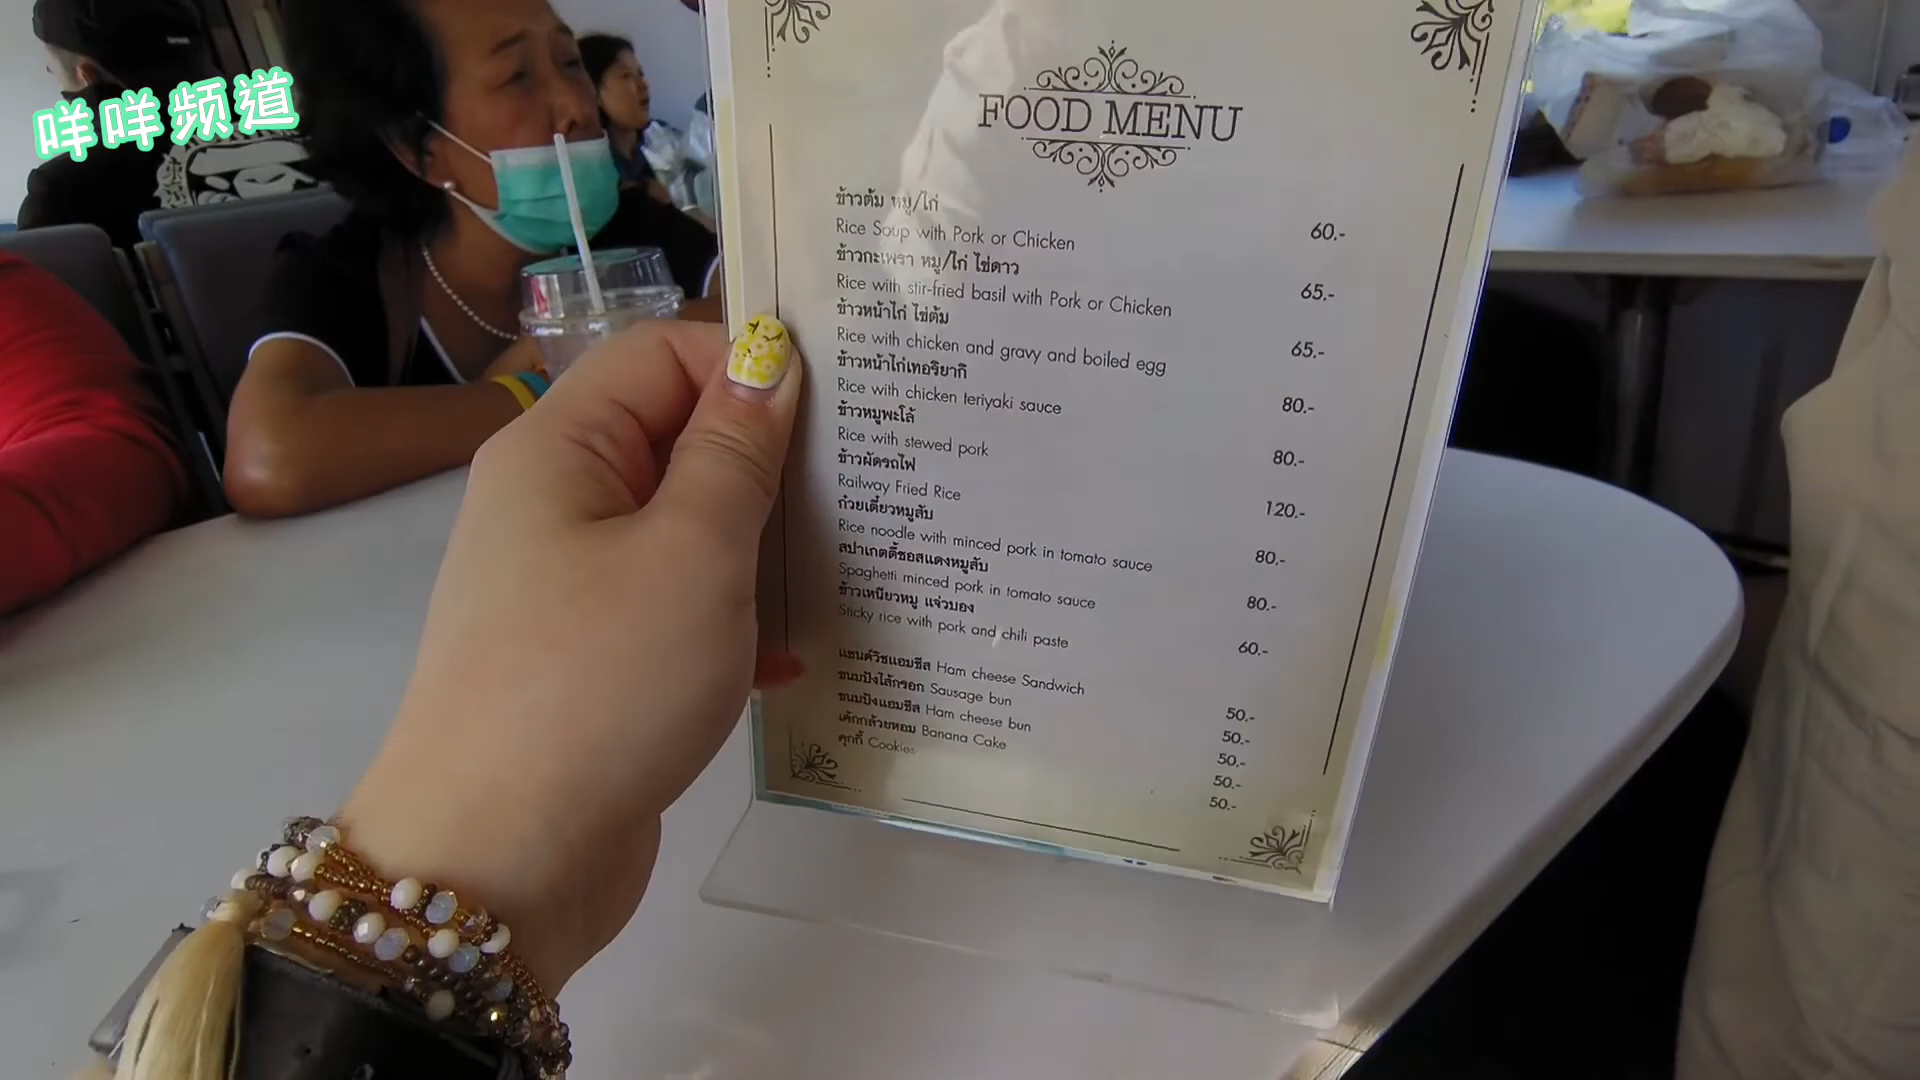 咩咩频道
FOOD MENU
ข้าวต้ม หมู/ไก่
Rice Soup with Pork or Chicken 60.-
ข้าวกะเพรา หมู/ไก่ ไข่ดาว
Rice with stir-fried basil with Pork or Chicken 65.-
ข้าวหน้าไก่ ไข่ต้ม
Rice with chicken and gravy and boiled egg 65.-
ข้าวหน้าไก่เทอริยากิ
Rice with chicken teriyaki sauce 80.-
ข้าวหมูพะโล้
Rice with stewed pork 80.-
ข้าวผัดรถไฟ
Railway Fried Rice 120.-
ก๋วยเตี๋ยวหมูสับ
Rice noodle with minced pork in tomato sauce 80.-
สปาเกตตี้ซอสแดงหมูสับ
Spaghetti minced pork in tomato sauce 80.-
ข้าวเหนียวหมู แจ่วบอง
Sticky rice with pork and chili paste 60.-
แซนด์วิชแฮมชีส Ham cheese Sandwich 50.-
ขนมปังไส้กรอก Sausage bun 50.-
ขนมปังแฮมชีส Ham cheese bun 50.-
เค้กกล้วยหอม Banana Cake 50.-
คุกกี้ Cookies 50.-